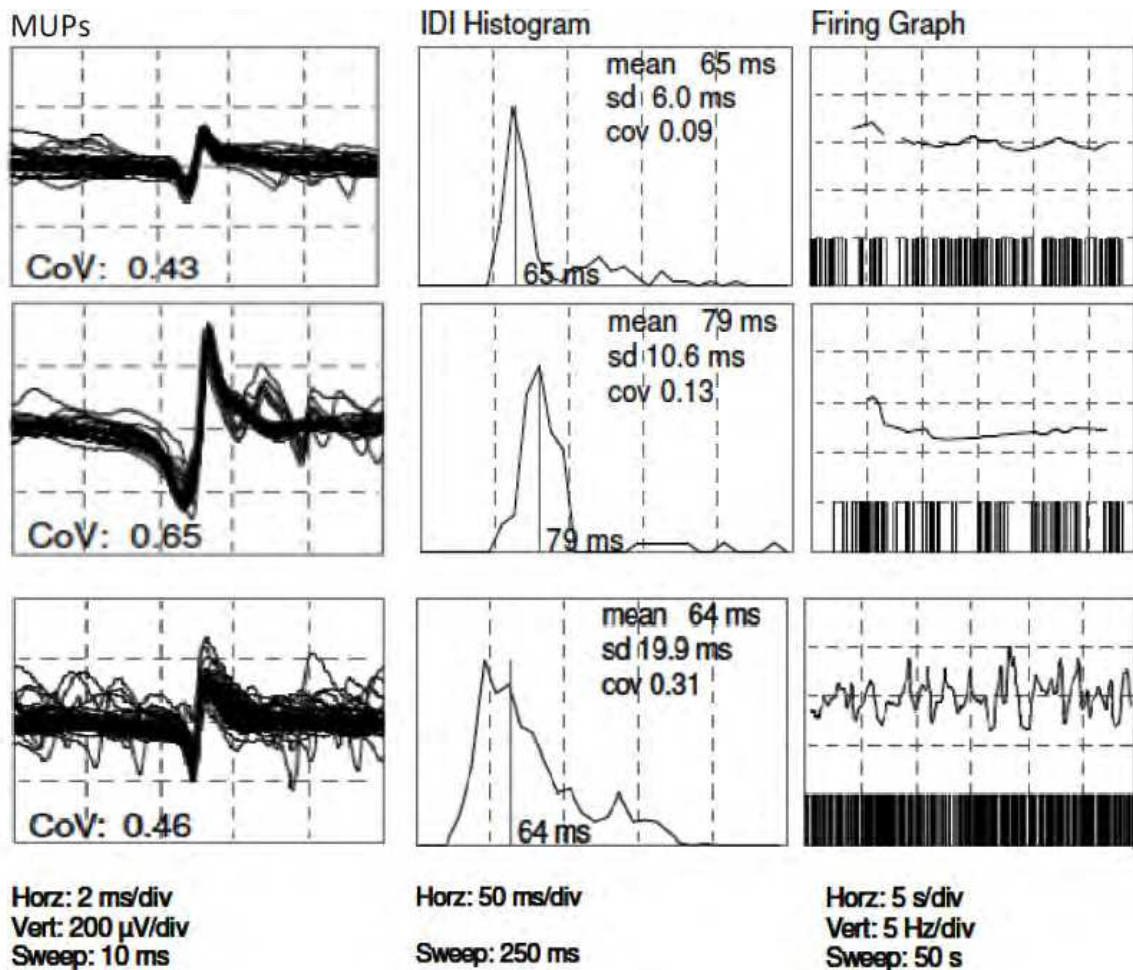 MUPs
IDI Histogram
Firing Graph
mean 65 ms
sd 6.0 ms
cov 0.09
CoV: 0.43
65 ms
mean 79 ms
sd 10.6 ms
cov 0.13
CoV: 0.65
79 ms
mean 64 ms
sd 19.9 ms
cov 0.31
CoV: 0.46
64 ms
Horz: 2 ms/div
Vert: 200 µV/div
Sweep: 10 ms
Horz: 50 ms/div
Sweep: 250 ms
Horz: 5 s/div
Vert: 5 Hz/div
Sweep: 50 s